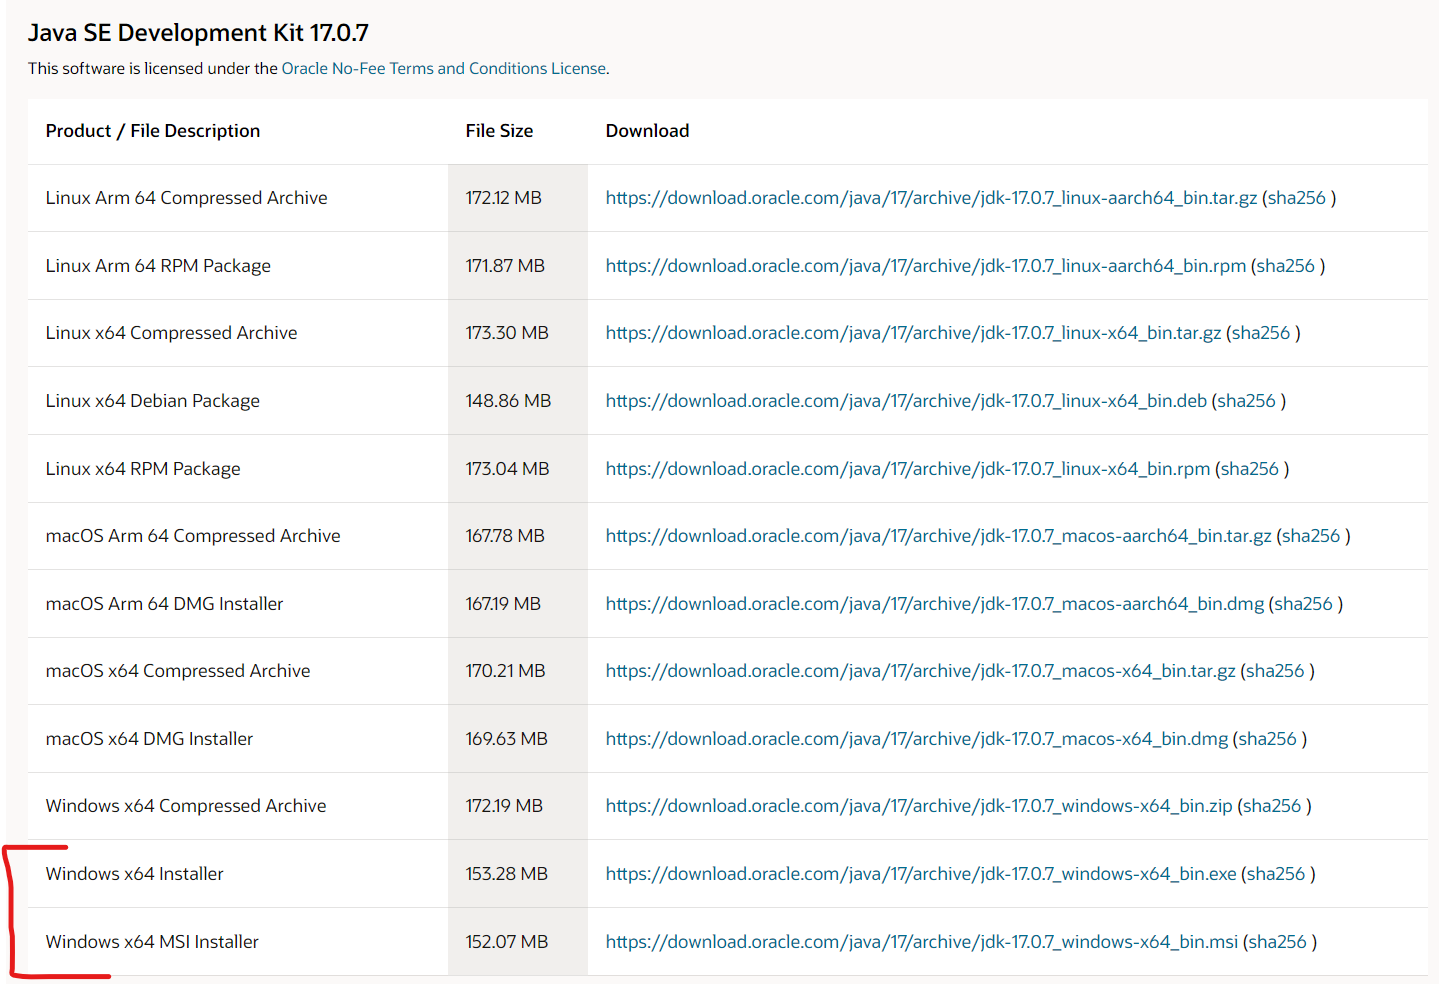 Java SE Development Kit 17.0.7
This software is licensed under the Oracle No-Fee Terms and Conditions License.
Product / File Description File Size Download
Linux Arm 64 Compressed Archive 172.12 MB https://download.oracle.com/java/17/archive/jdk-17.0.7_linux-aarch64_bin.tar.gz (sha256 )
Linux Arm 64 RPM Package 171.87 MB https://download.oracle.com/java/17/archive/jdk-17.0.7_linux-aarch64_bin.rpm (sha256 )
Linux x64 Compressed Archive 173.30 MB https://download.oracle.com/java/17/archive/jdk-17.0.7_linux-x64_bin.tar.gz (sha256 )
Linux x64 Debian Package 148.86 MB https://download.oracle.com/java/17/archive/jdk-17.0.7_linux-x64_bin.deb (sha256 )
Linux x64 RPM Package 173.04 MB https://download.oracle.com/java/17/archive/jdk-17.0.7_linux-x64_bin.rpm (sha256 )
macOS Arm 64 Compressed Archive 167.78 MB https://download.oracle.com/java/17/archive/jdk-17.0.7_macos-aarch64_bin.tar.gz (sha256 )
macOS Arm 64 DMG Installer 167.19 MB https://download.oracle.com/java/17/archive/jdk-17.0.7_macos-aarch64_bin.dmg (sha256 )
macOS x64 Compressed Archive 170.21 MB https://download.oracle.com/java/17/archive/jdk-17.0.7_macos-x64_bin.tar.gz (sha256 )
macOS x64 DMG Installer 169.63 MB https://download.oracle.com/java/17/archive/jdk-17.0.7_macos-x64_bin.dmg (sha256 )
Windows x64 Compressed Archive 172.19 MB https://download.oracle.com/java/17/archive/jdk-17.0.7_windows-x64_bin.zip (sha256 )
Windows x64 Installer 153.28 MB https://download.oracle.com/java/17/archive/jdk-17.0.7_windows-x64_bin.exe (sha256 )
Windows x64 MSI Installer 152.07 MB https://download.oracle.com/java/17/archive/jdk-17.0.7_windows-x64_bin.msi (sha256 )